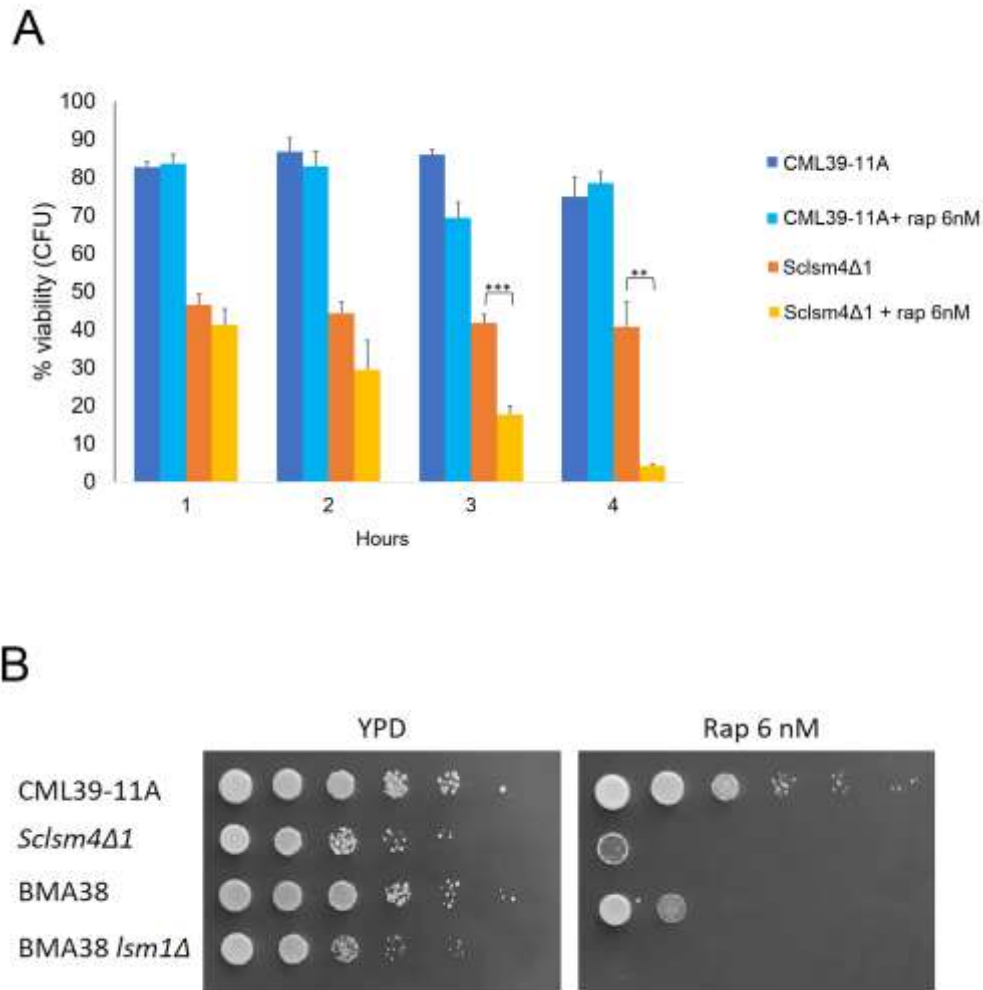 A
100
90
80
70
60
50
40
30
20
10
0
% viability (CFU)
***
**
1 2 3 4
Hours
CML39-11A
CML39-11A+ rap 6nM
Sclsm4Δ1
Sclsm4Δ1 + rap 6nM
B
YPD Rap 6 nM
CML39-11A
Sclsm4Δ1
BMA38
BMA38 lsm1Δ